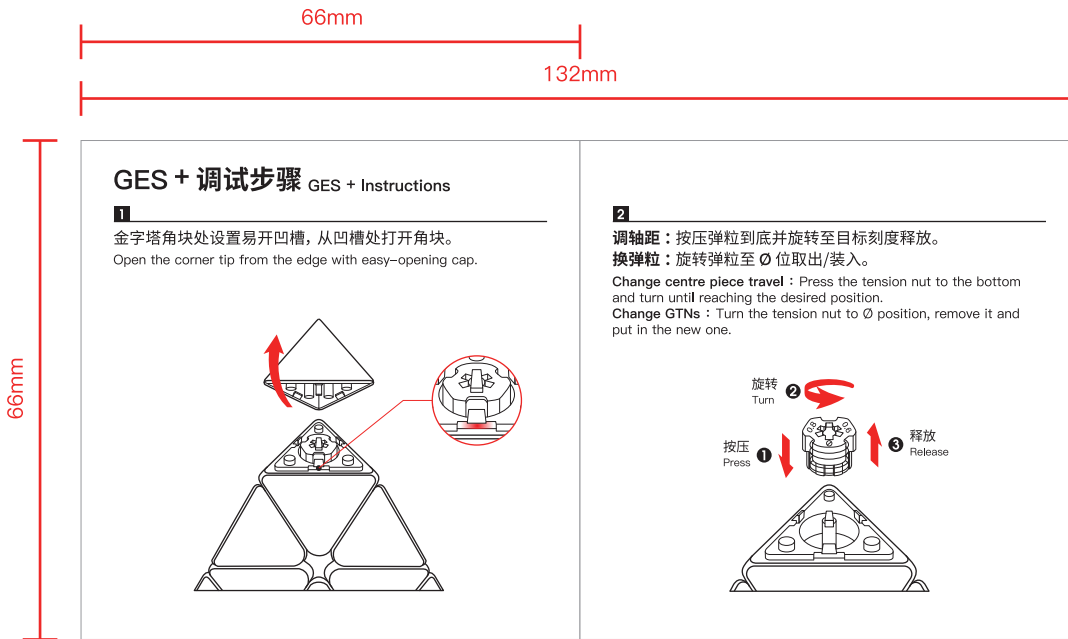 66mm
132mm
66mm
GES + 调试步骤 GES + Instructions
1
金字塔角块处设置易开凹槽, 从凹槽处打开角块。
Open the corner tip from the edge with easy-opening cap.
2
调轴距：按压弹粒到底并旋转至目标刻度释放。
换弹粒：旋转弹粒至 Ø 位取出/装入。
Change centre piece travel : Press the tension nut to the bottom
and turn until reaching the desired position.
Change GTNs : Turn the tension nut to Ø position, remove it and
put in the new one.
旋转
Turn
2
0.8
0.6
Ø
按压
Press
1
3
释放
Release